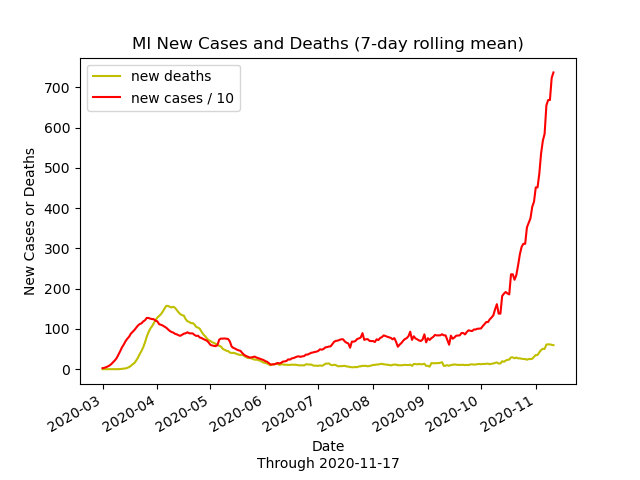 MI New Cases and Deaths (7-day rolling mean)
new deaths
new cases / 10
700
600
500
400
300
200
100
0
New Cases or Deaths
2020-03
2020-04
2020-05
2020-06
2020-07
2020-08
2020-09
2020-10
2020-11
Date
Through 2020-11-17